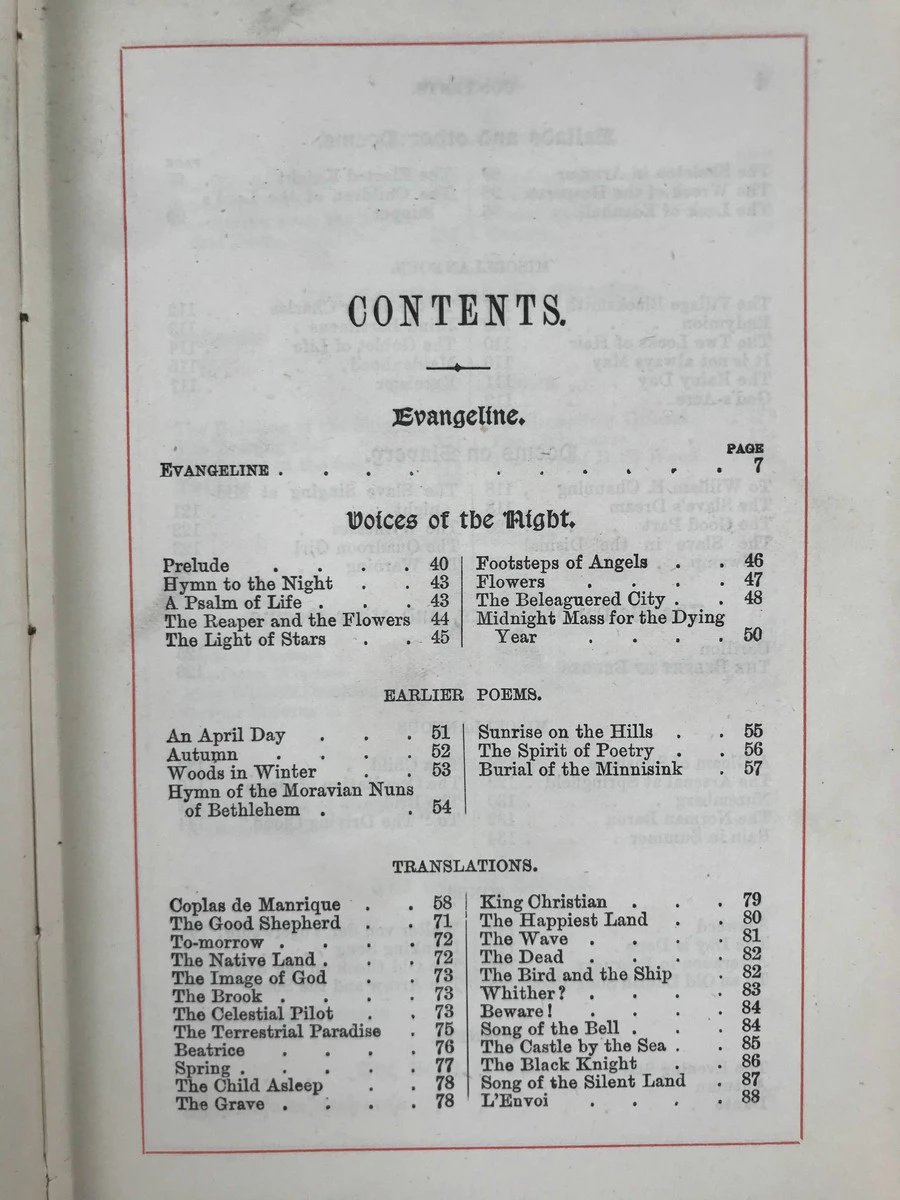 CONTENTS.
Evangeline.
PAGE
EVANGELINE . . . . . . . . . . . 7
Voices of the Night.
Prelude . . . . 40
Hymn to the Night . . 43
A Psalm of Life . . . 43
The Reaper and the Flowers 44
The Light of Stars . . 45
Footsteps of Angels . . 46
Flowers . . . . 47
The Beleaguered City . . 48
Midnight Mass for the Dying
Year . . . . 50
EARLIER POEMS.
An April Day . . . 51
Autumn . . . . 52
Woods in Winter . . 53
Hymn of the Moravian Nuns
of Bethlehem . . 54
Sunrise on the Hills . . 55
The Spirit of Poetry . . 56
Burial of the Minnisink . 57
TRANSLATIONS.
Coplas de Manrique . . 58
The Good Shepherd . . 71
To-morrow . . . . 72
The Native Land . . . 72
The Image of God . . 73
The Brook . . . . 73
The Celestial Pilot . . 73
The Terrestrial Paradise . 75
Beatrice . . . . 76
Spring . . . . . 77
The Child Asleep . . 78
The Grave . . . . 78
King Christian . . . 79
The Happiest Land . . 80
The Wave . . . . 81
The Dead . . . . 82
The Bird and the Ship . 82
Whither? . . . . 83
Beware! . . . . 84
Song of the Bell . . . 84
The Castle by the Sea . . 85
The Black Knight . . 86
Song of the Silent Land . 87
L'Envoi . . . . 88